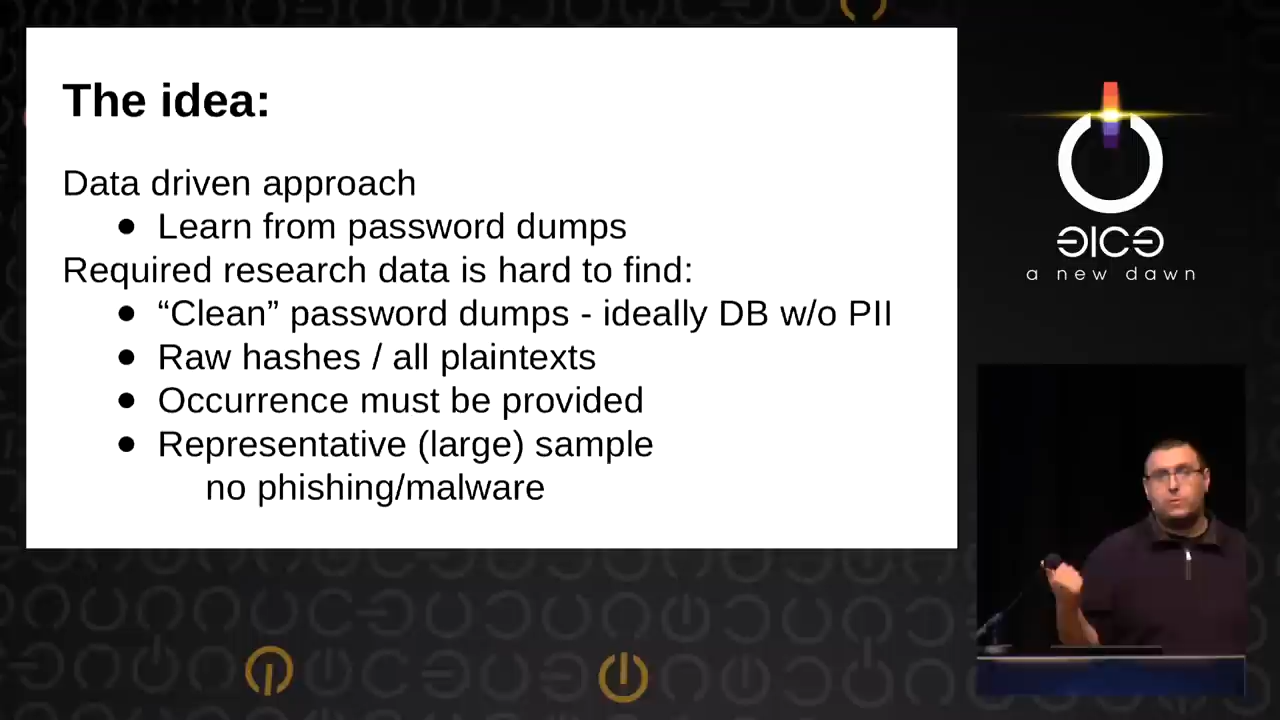 The idea:
Data driven approach
● Learn from password dumps
Required research data is hard to find:
● “Clean” password dumps - ideally DB w/o PII
● Raw hashes / all plaintexts
● Occurrence must be provided
● Representative (large) sample
no phishing/malware
31C3
a new dawn